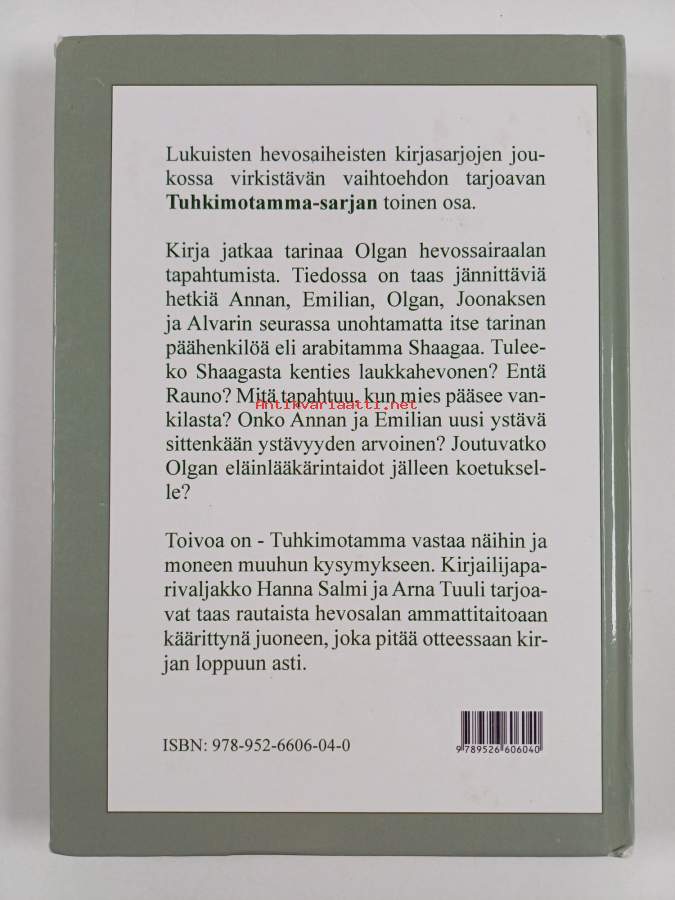 Lukuisten hevosaiheisten kirjasarjojen jou-
kossa virkistävän vaihtoehdon tarjoavan
Tuhkimotamma-sarjan toinen osa.
Kirja jatkaa tarinaa Olgan hevossairaalan
tapahtumista. Tiedossa on taas jännittäviä
hetkiä Annan, Emilian, Olgan, Joonaksen
ja Alvarin seurassa unohtamatta itse tarinan
päähenkilöä eli arabitamma Shaagaa. Tulee-
ko Shaagasta kenties laukkahevonen? Entä
Rauno? Mitä tapahtuu, kun mies pääsee van-
Antikvariaatti.net
kilasta? Onko Annan ja Emilian uusi ystävä
sittenkään ystävyyden arvoinen? Joutuvatko
Olgan eläinlääkärintaidot jälleen koetuksel-
le?
Toivoa on - Tuhkimotamma vastaa näihin ja
moneen muuhun kysymykseen. Kirjailijapa-
rivaljakko Hanna Salmi ja Arna Tuuli tarjoa-
vat taas rautaista hevosalan ammattitaitoaan
käärittynä juoneen, joka pitää otteessaan kir-
jan loppuun asti.
ISBN: 978-952-6606-04-0
9 789526 606040